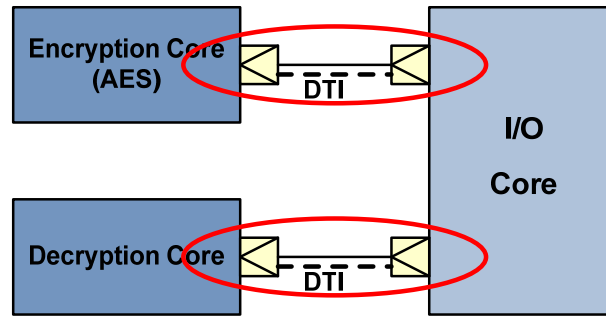 Encryption Core
(AES)
DTI
I/O
Core
Decryption Core
DTI